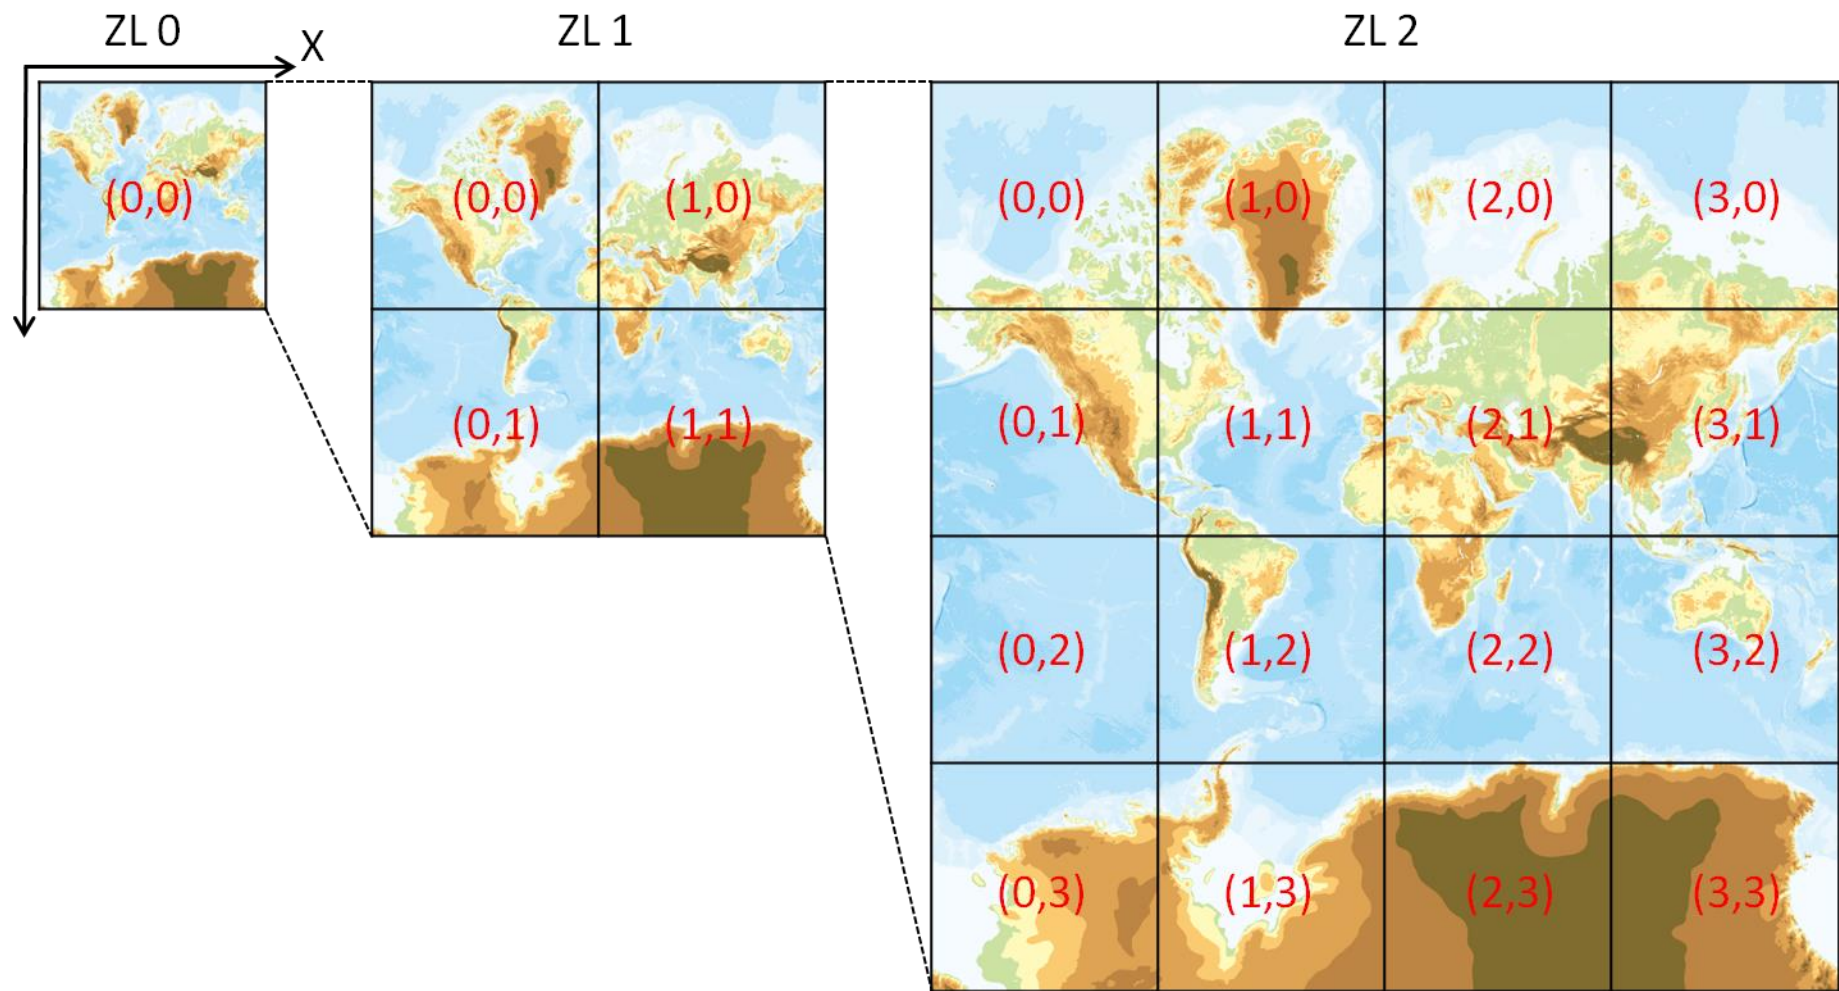 ZL 0
ZL 1
ZL 2
X
(0,0)
(0,0) (1,0)
(0,1) (1,1)
(0,0) (1,0) (2,0) (3,0)
(0,1) (1,1) (2,1) (3,1)
(0,2) (1,2) (2,2) (3,2)
(0,3) (1,3) (2,3) (3,3)